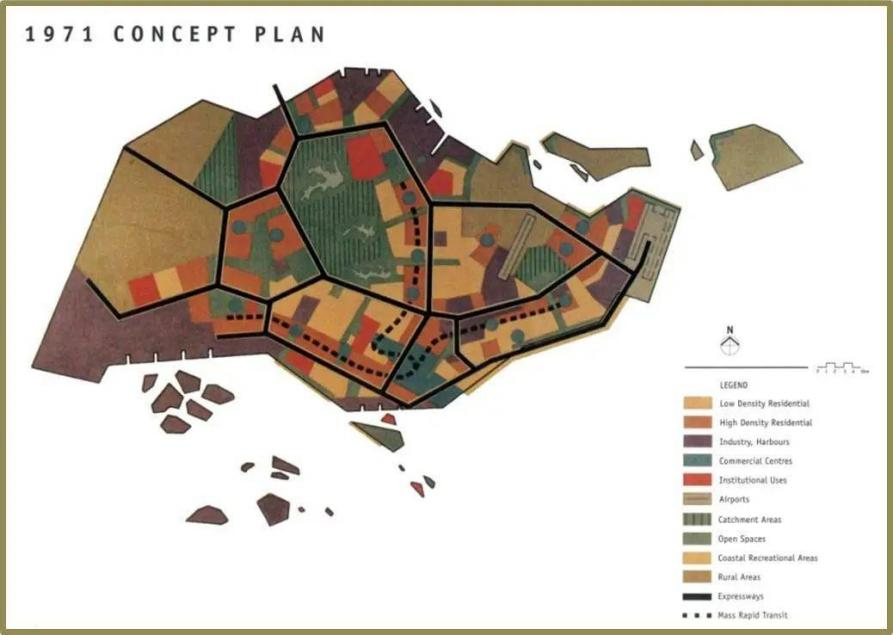 1971 CONCEPT PLAN
N
LEGEND
Low Density Residential
High Density Residential
Industry, Harbours
Commercial Centres
Institutional Uses
Airports
Catchment Areas
Open Spaces
Coastal Recreational Areas
Rural Areas
Expressways
Mass Rapid Transit